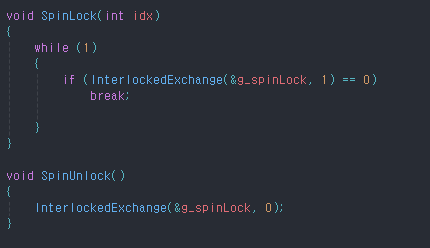 void SpinLock(int idx)
{
    while (1)
    {
        if (InterlockedExchange(&g_spinLock, 1) == 0)
            break;

    }
}

void SpinUnlock()
{
    InterlockedExchange(&g_spinLock, 0);
}